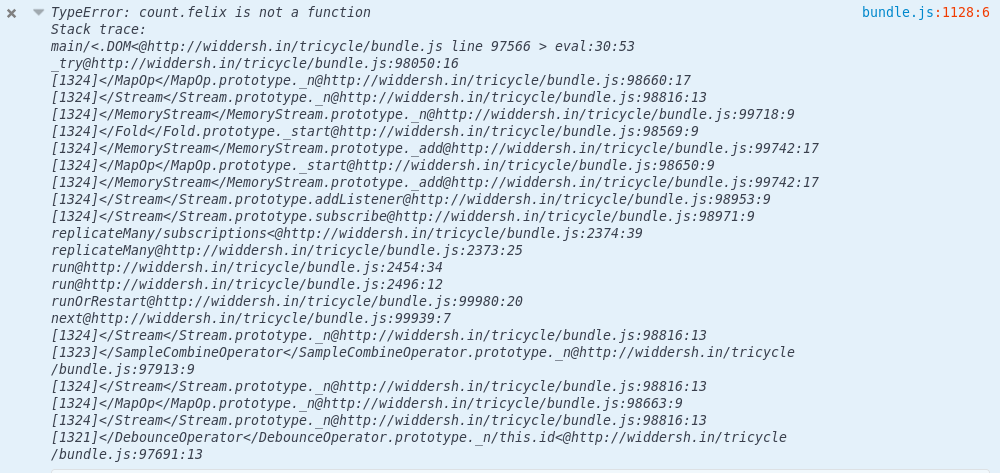 TypeError: count.felix is not a function bundle.js:1128:6
Stack trace:
main/<.DOM<@http://widdersh.in/tricycle/bundle.js line 97566 > eval:30:53
_try@http://widdersh.in/tricycle/bundle.js:98050:16
[1324]</MapOp</MapOp.prototype._n@http://widdersh.in/tricycle/bundle.js:98660:17
[1324]</Stream</Stream.prototype._n@http://widdersh.in/tricycle/bundle.js:98816:13
[1324]</MemoryStream</MemoryStream.prototype._n@http://widdersh.in/tricycle/bundle.js:99718:9
[1324]</Fold</Fold.prototype._start@http://widdersh.in/tricycle/bundle.js:98569:9
[1324]</MemoryStream</MemoryStream.prototype._add@http://widdersh.in/tricycle/bundle.js:99742:17
[1324]</MapOp</MapOp.prototype._start@http://widdersh.in/tricycle/bundle.js:98650:9
[1324]</MemoryStream</MemoryStream.prototype._add@http://widdersh.in/tricycle/bundle.js:99742:17
[1324]</Stream</Stream.prototype.addListener@http://widdersh.in/tricycle/bundle.js:98953:9
[1324]</Stream</Stream.prototype.subscribe@http://widdersh.in/tricycle/bundle.js:98971:9
replicateMany/subscriptions<@http://widdersh.in/tricycle/bundle.js:2374:39
replicateMany@http://widdersh.in/tricycle/bundle.js:2373:25
run@http://widdersh.in/tricycle/bundle.js:2454:34
run@http://widdersh.in/tricycle/bundle.js:2496:12
runOrRestart@http://widdersh.in/tricycle/bundle.js:99980:20
next@http://widdersh.in/tricycle/bundle.js:99939:7
[1324]</Stream</Stream.prototype._n@http://widdersh.in/tricycle/bundle.js:98816:13
[1323]</SampleCombineOperator</SampleCombineOperator.prototype._n@http://widdersh.in/tricycle
/bundle.js:97913:9
[1324]</Stream</Stream.prototype._n@http://widdersh.in/tricycle/bundle.js:98816:13
[1324]</MapOp</MapOp.prototype._n@http://widdersh.in/tricycle/bundle.js:98663:9
[1324]</Stream</Stream.prototype._n@http://widdersh.in/tricycle/bundle.js:98816:13
[1321]</DebounceOperator</DebounceOperator.prototype._n/this.id<@http://widdersh.in/tricycle
/bundle.js:97691:13